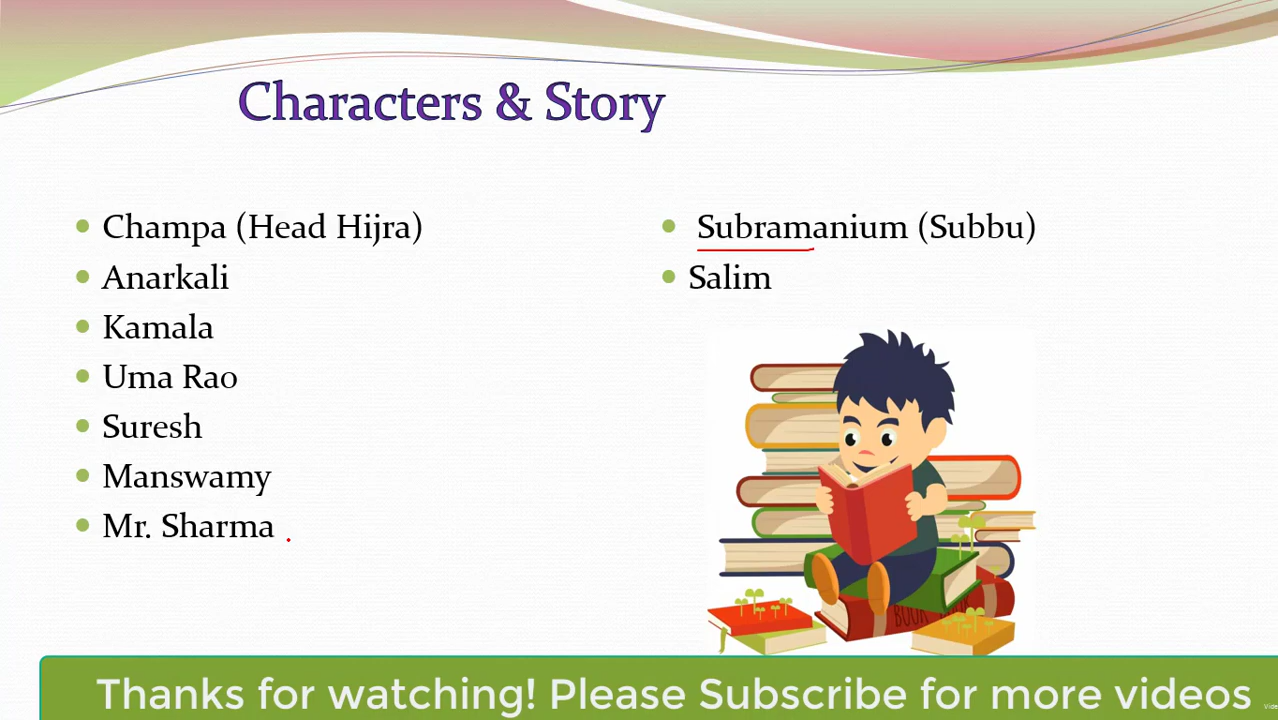 Characters & Story
Champa (Head Hijra)
Anarkali
Kamala
Uma Rao
Suresh
Manswamy
Mr. Sharma
Subramanium (Subbu)
Salim
Thanks for watching! Please Subscribe for more videos